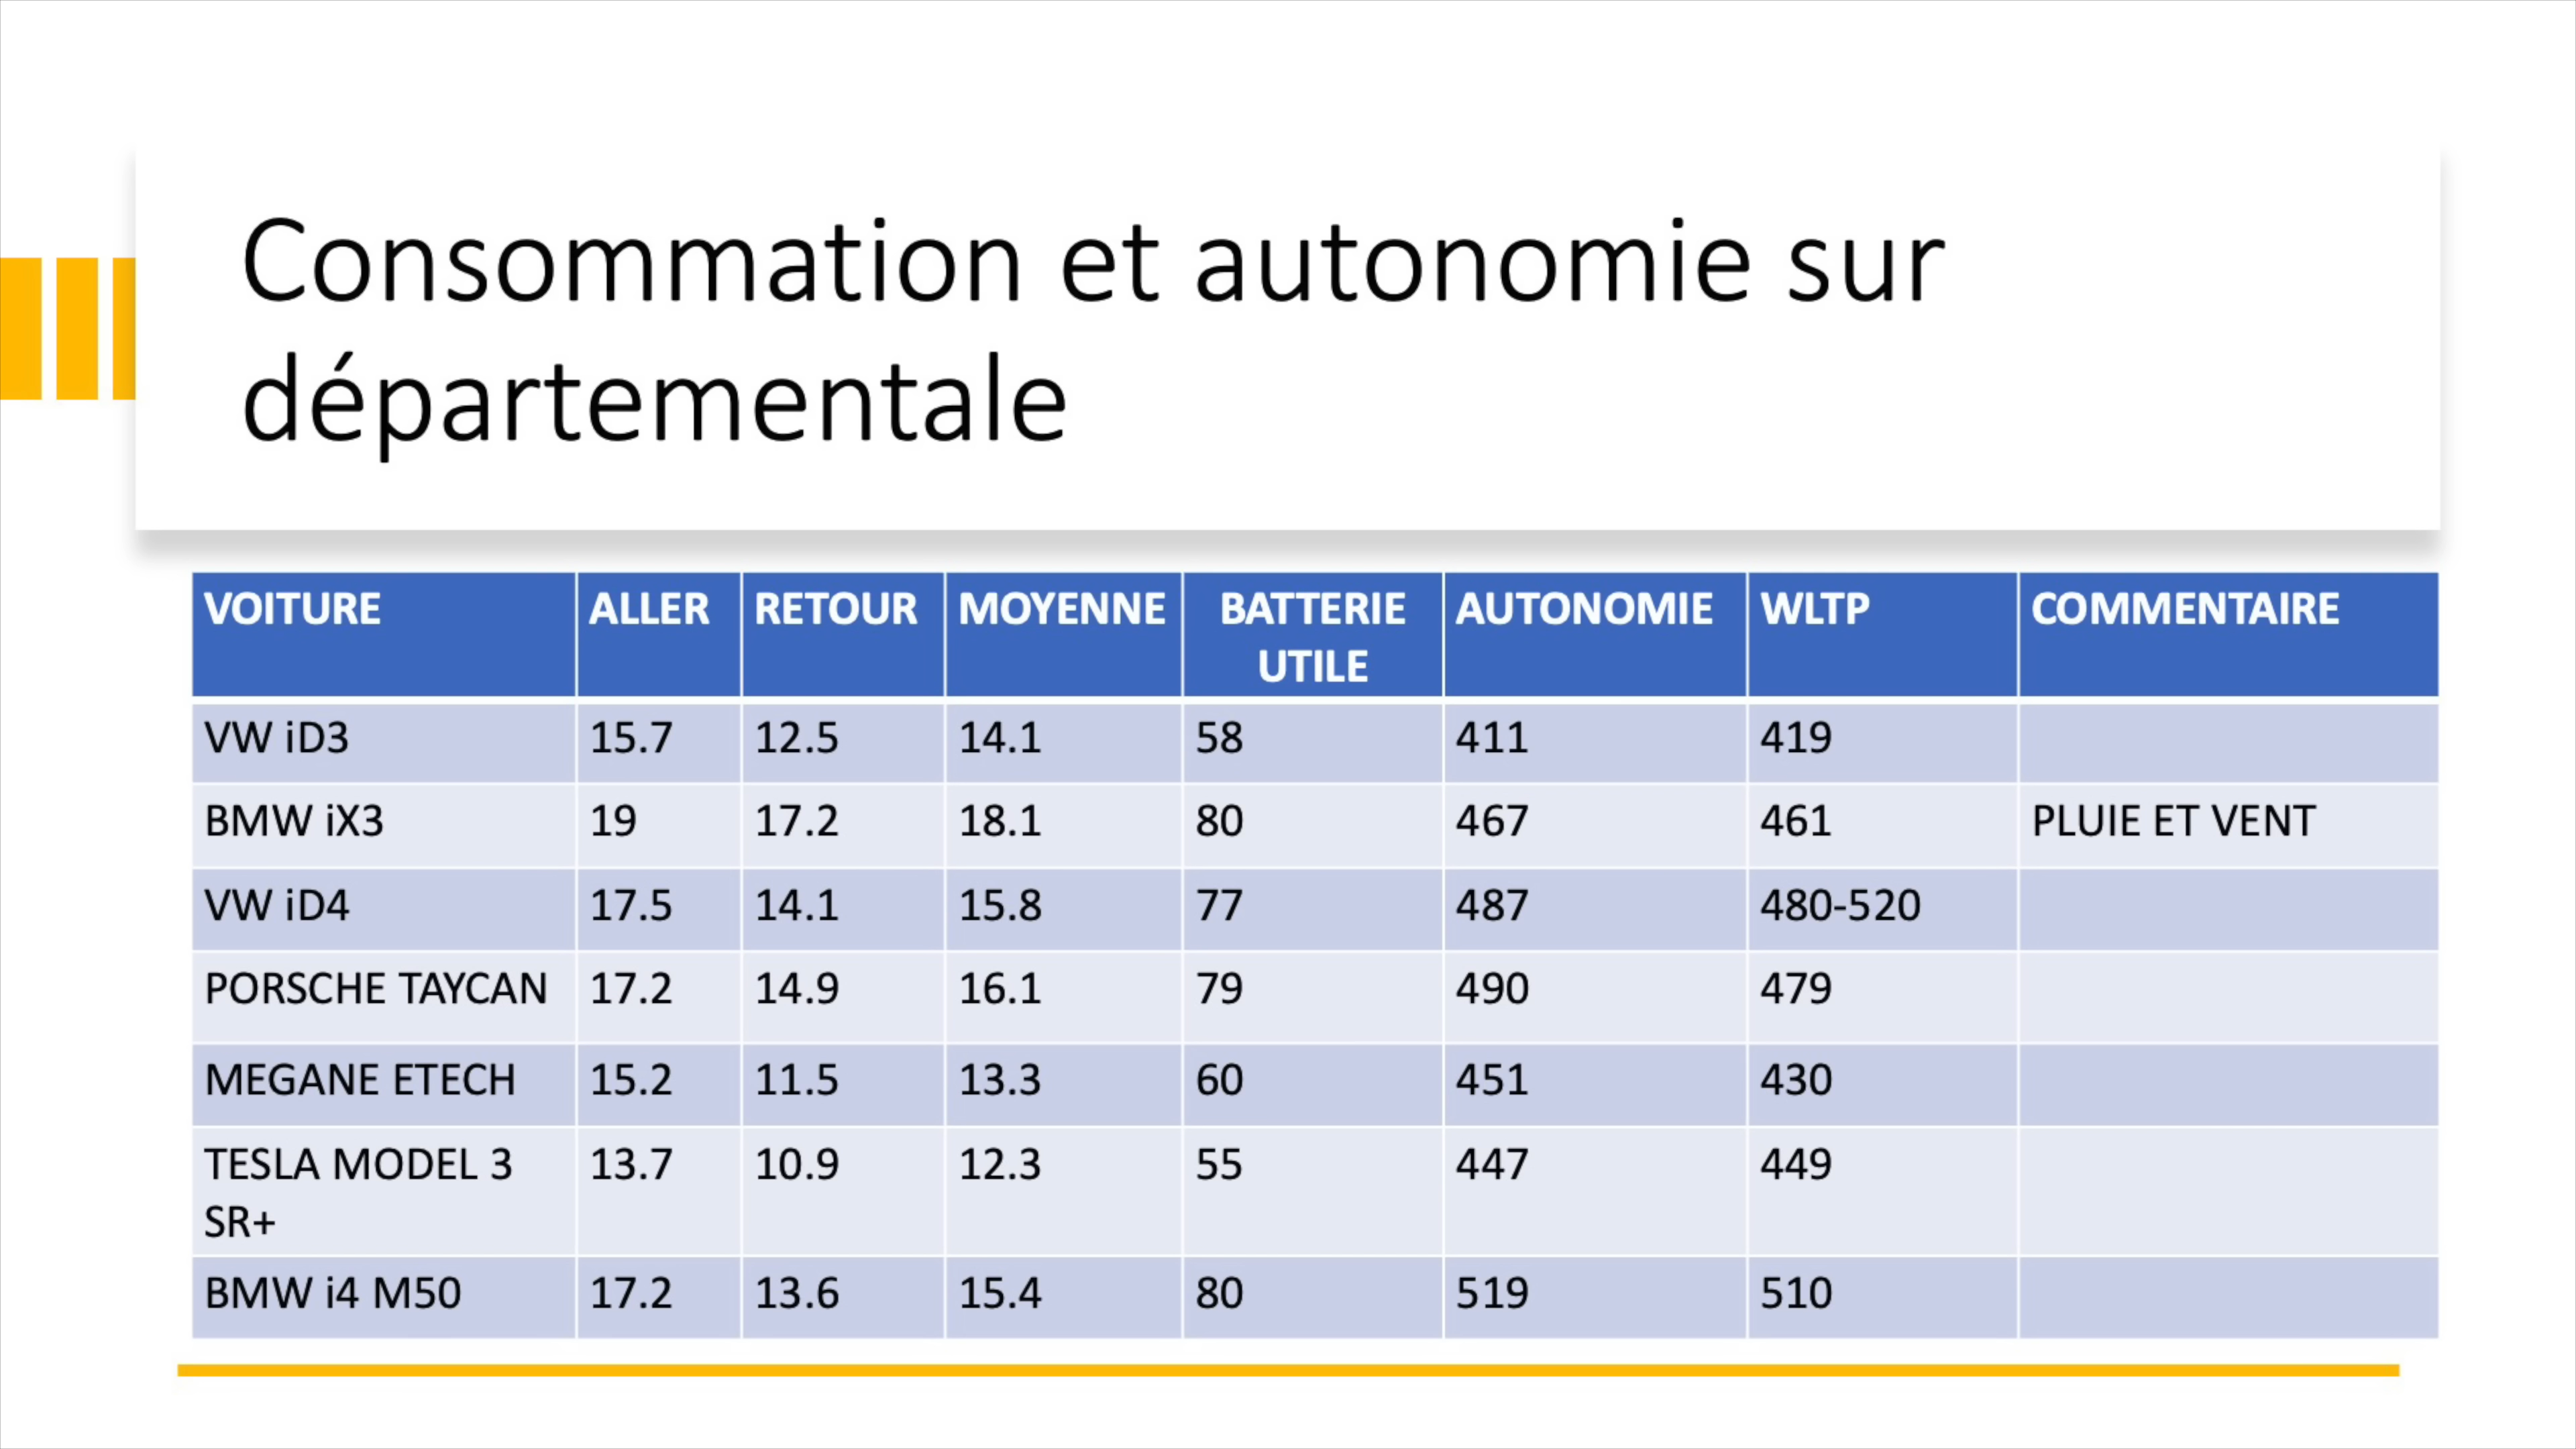 Consommation et autonomie sur
départementale
VOITURE ALLER RETOUR MOYENNE BATTERIE UTILE AUTONOMIE WLTP COMMENTAIRE
VW iD3 15.7 12.5 14.1 58 411 419
BMW iX3 19 17.2 18.1 80 467 461 PLUIE ET VENT
VW iD4 17.5 14.1 15.8 77 487 480-520
PORSCHE TAYCAN 17.2 14.9 16.1 79 490 479
MEGANE ETECH 15.2 11.5 13.3 60 451 430
TESLA MODEL 3 SR+ 13.7 10.9 12.3 55 447 449
BMW i4 M50 17.2 13.6 15.4 80 519 510